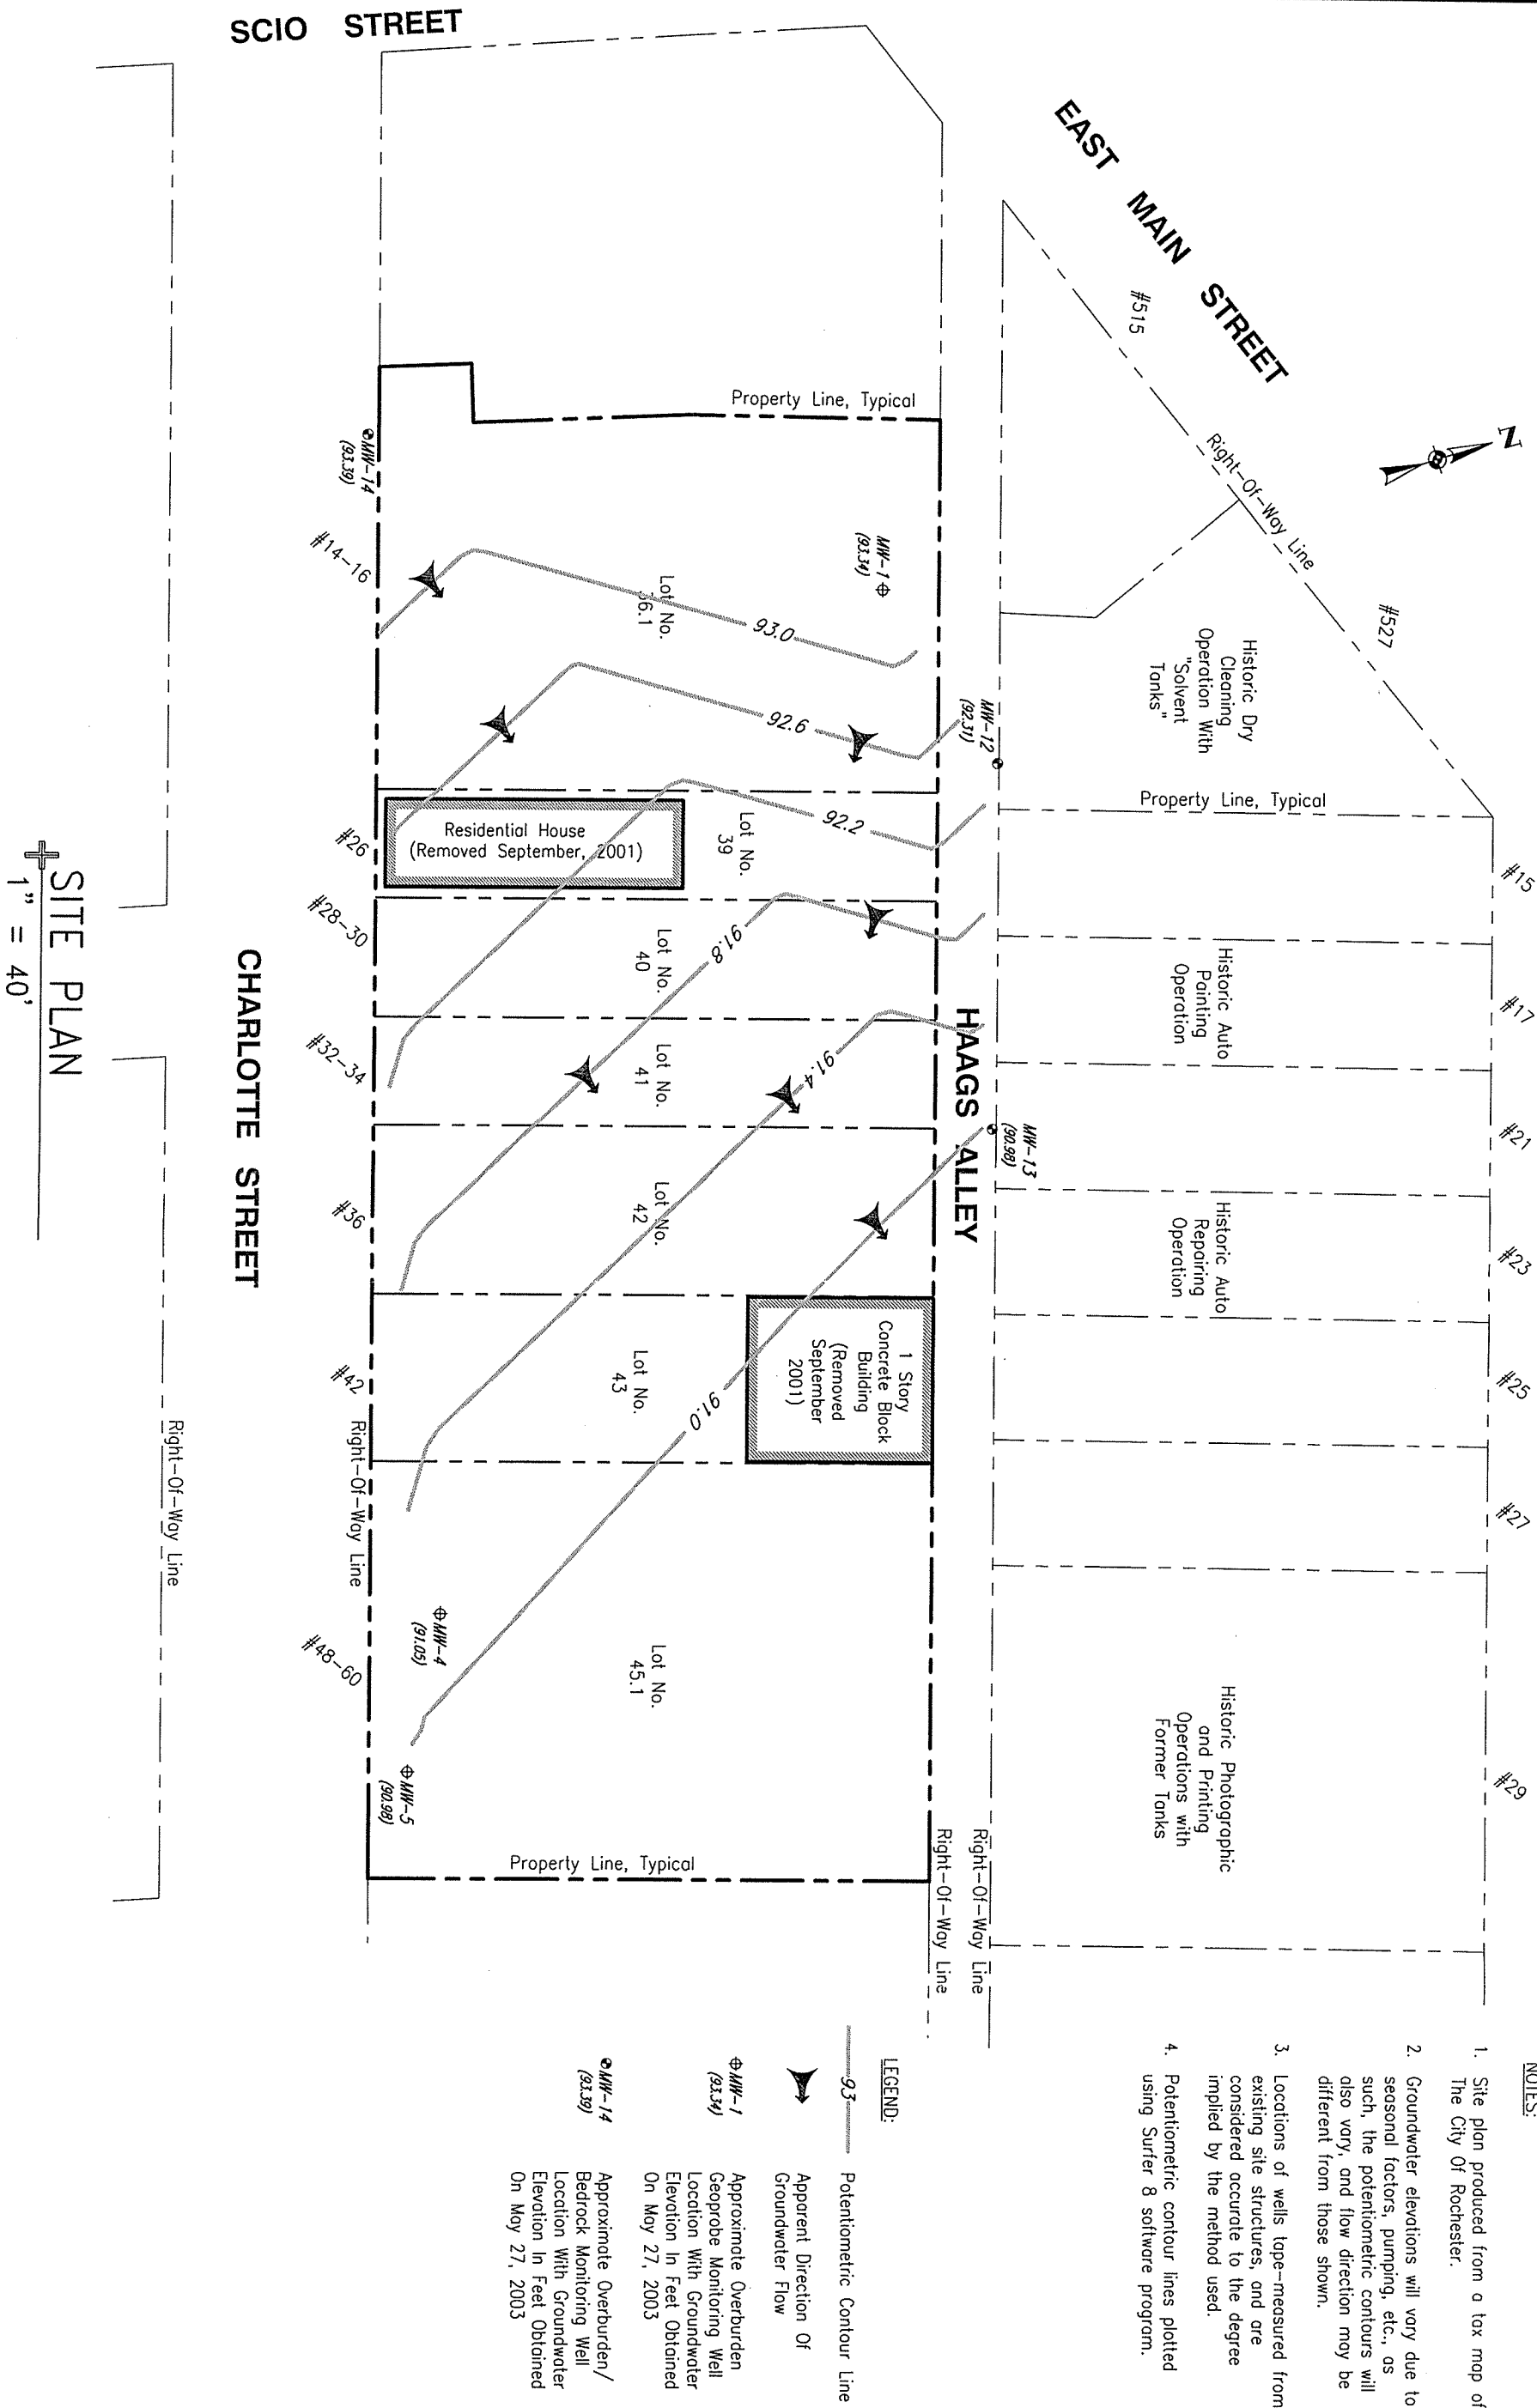 SCIO STREET
EAST MAIN STREET
N
#515
#527
Right-Of-Way Line
Property Line, Typical
MW-14
(93.39)
MW-1
(93.34)
#14-16
Lot No.
93.0
92.6
MW-12
(92.31)
Historic Dry
Cleaning
Operation With
"Solvent
Tanks"
Property Line, Typical
#26
Residential House
(Removed September, 2001)
Lot No.
39
92.2
#15
#28-30
Lot No.
40
91.8
Historic Auto
Painting
Operation
#17
#32-34
Lot No.
41
91.4
HAAGS ALLEY
MW-13
(90.98)
#21
CHARLOTTE STREET
#36
Lot No.
42
Historic Auto
Repairing
Operation
#23
#42
Lot No.
43
91.0
1 Story
Concrete Block
Building
(Removed
September
2001)
#25
#27
Right-Of-Way Line
Right-Of-Way Line
#48-60
MW-4
(91.05)
Lot No.
45.1
MW-5
(90.98)
Historic Photographic
and Printing
Operations with
Former Tanks
#29
Property Line, Typical
Right-Of-Way Line
Right-Of-Way Line
SITE PLAN
1" = 40'
NOTES:
1. Site plan produced from a tax map of
The City Of Rochester.
2. Groundwater elevations will vary due to
seasonal factors, pumping, etc., as
such, the potentiometric contours will
also vary, and flow direction may be
different from those shown.
3. Locations of wells tape-measured from
existing site structures, and are
considered accurate to the degree
implied by the method used.
4. Potentiometric contour lines plotted
using Surfer 8 software program.
LEGEND:
93
Potentiometric Contour Line
Apparent Direction Of
Groundwater Flow
MW-1
(93.34)
Approximate Overburden
Geoprobe Monitoring Well
Location With Groundwater
Elevation In Feet Obtained
On May 27, 2003
MW-14
(93.39)
Approximate Overburden/
Bedrock Monitoring Well
Location With Groundwater
Elevation In Feet Obtained
On May 27, 2003